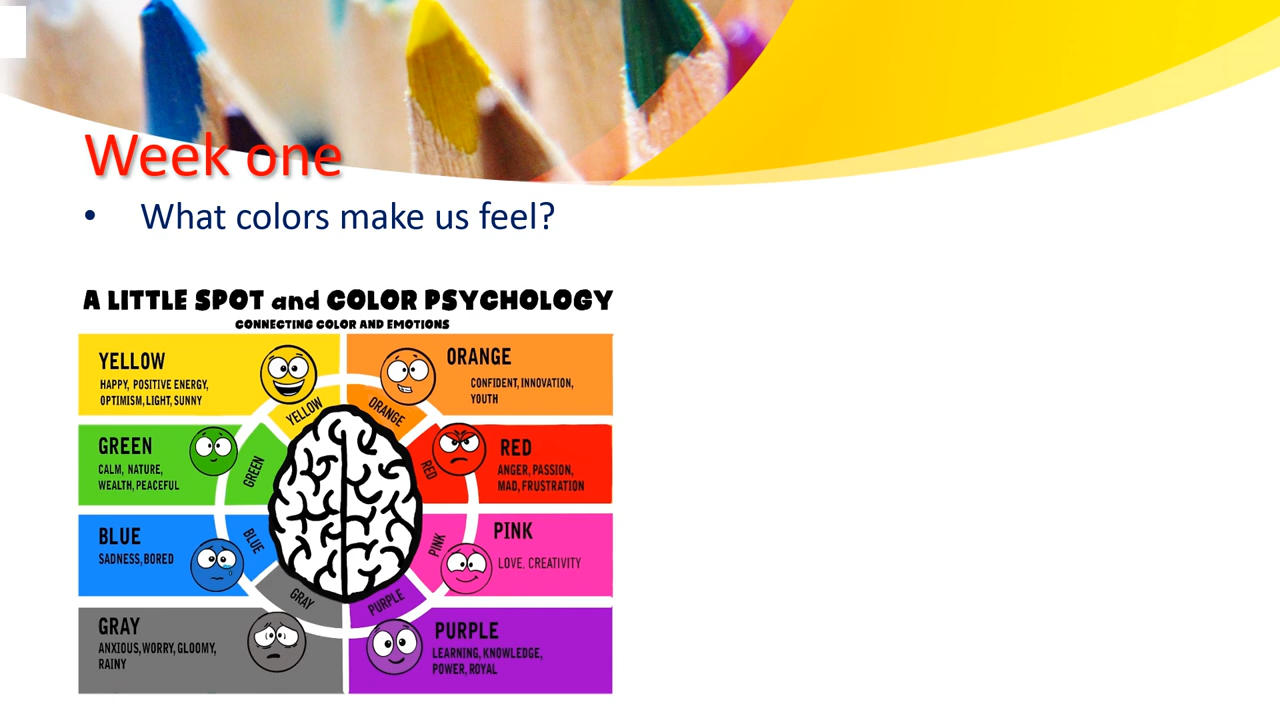 Week one
• What colors make us feel?
A LITTLE SPOT and COLOR PSYCHOLOGY
CONNECTING COLOR AND EMOTIONS
YELLOW
HAPPY, POSITIVE ENERGY,
OPTIMISM, LIGHT, SUNNY
ORANGE
CONFIDENT, INNOVATION,
YOUTH
GREEN
CALM, NATURE,
WEALTH, PEACEFUL
RED
ANGER, PASSION,
MAD, FRUSTRATION
BLUE
SADNESS, BORED
PINK
LOVE, CREATIVITY
GRAY
ANXIOUS, WORRY, GLOOMY,
RAINY
PURPLE
LEARNING, KNOWLEDGE,
POWER, ROYAL
YELLOW
ORANGE
GREEN
RED
BLUE
PINK
GRAY
PURPLE